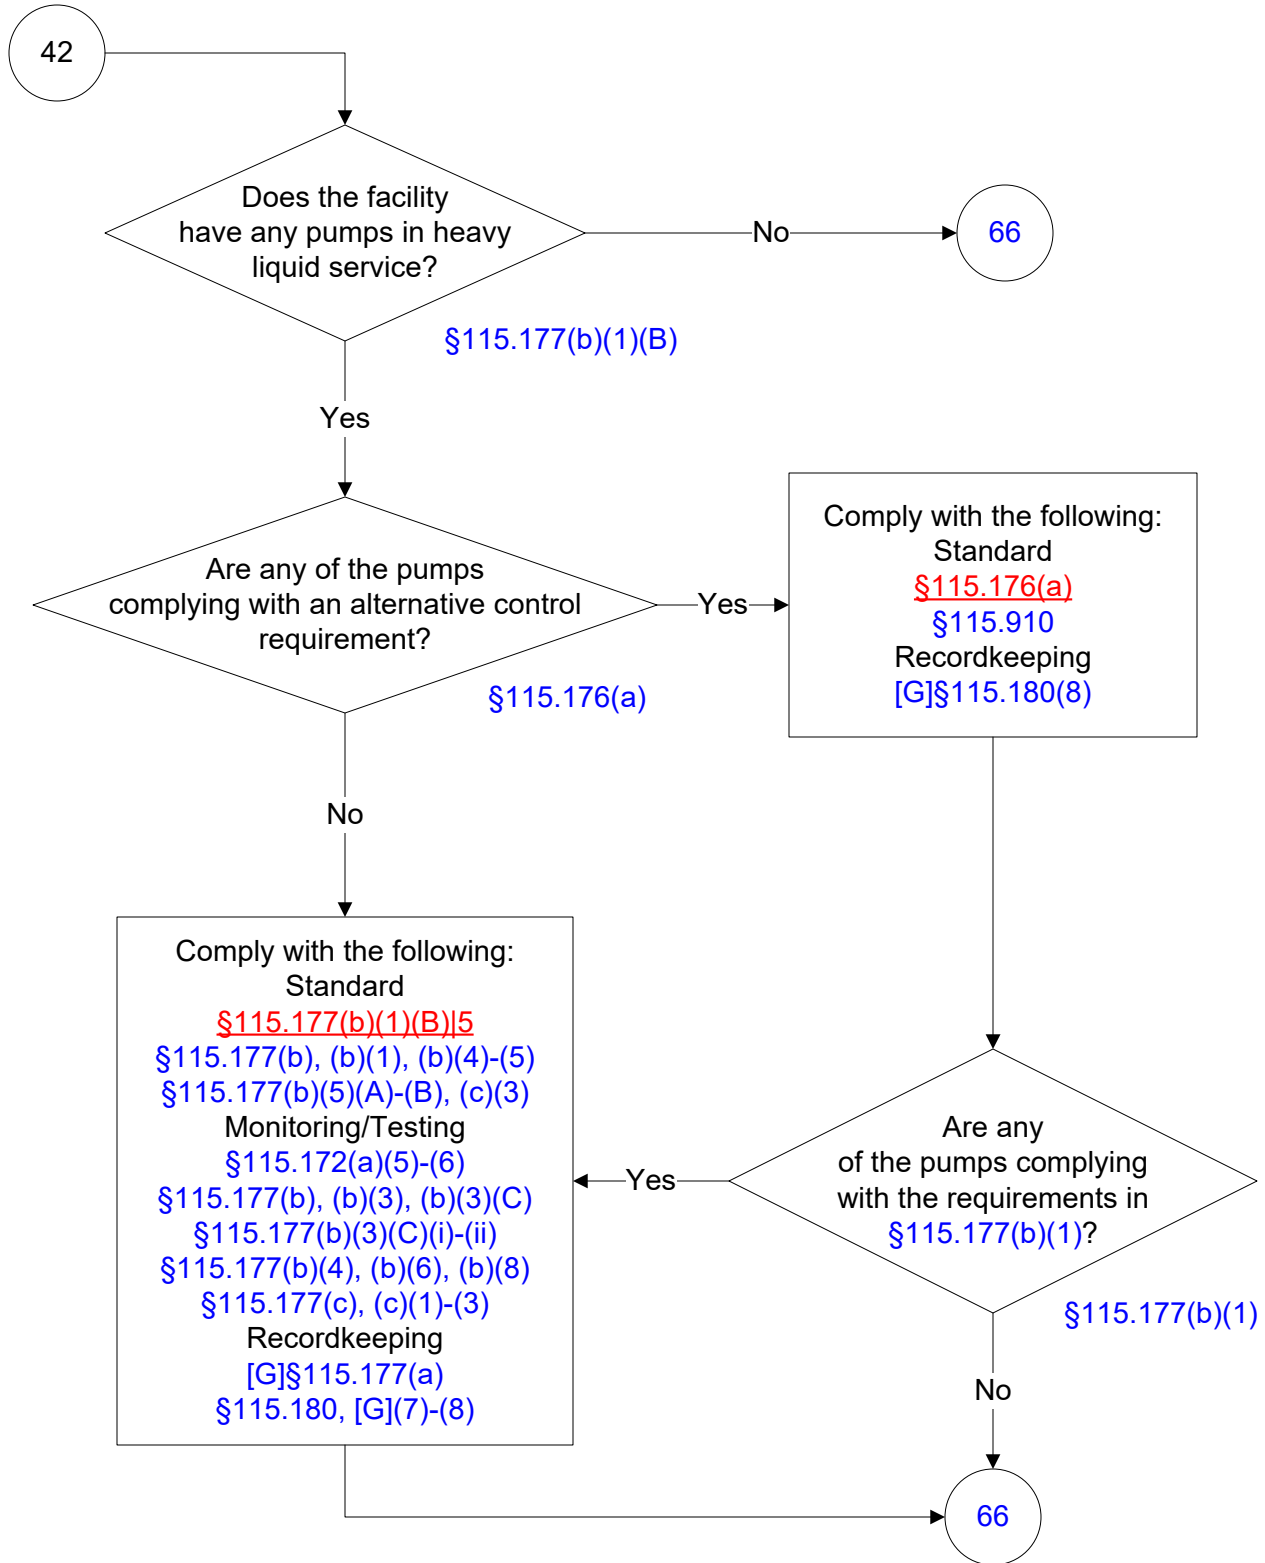 42
Does the facility
have any pumps in heavy
liquid service?
No
66
§115.177(b)(1)(B)
Yes
Are any of the pumps
complying with an alternative control
requirement?
Yes
§115.176(a)
Comply with the following:
Standard
§115.176(a)
§115.910
Recordkeeping
[G]§115.180(8)
No
Comply with the following:
Standard
§115.177(b)(1)(B)|5
§115.177(b), (b)(1), (b)(4)-(5)
§115.177(b)(5)(A)-(B), (c)(3)
Monitoring/Testing
§115.172(a)(5)-(6)
§115.177(b), (b)(3), (b)(3)(C)
§115.177(b)(3)(C)(i)-(ii)
§115.177(b)(4), (b)(6), (b)(8)
§115.177(c), (c)(1)-(3)
Recordkeeping
[G]§115.177(a)
§115.180, [G](7)-(8)
Yes
Are any
of the pumps complying
with the requirements in
§115.177(b)(1)?
§115.177(b)(1)
No
66